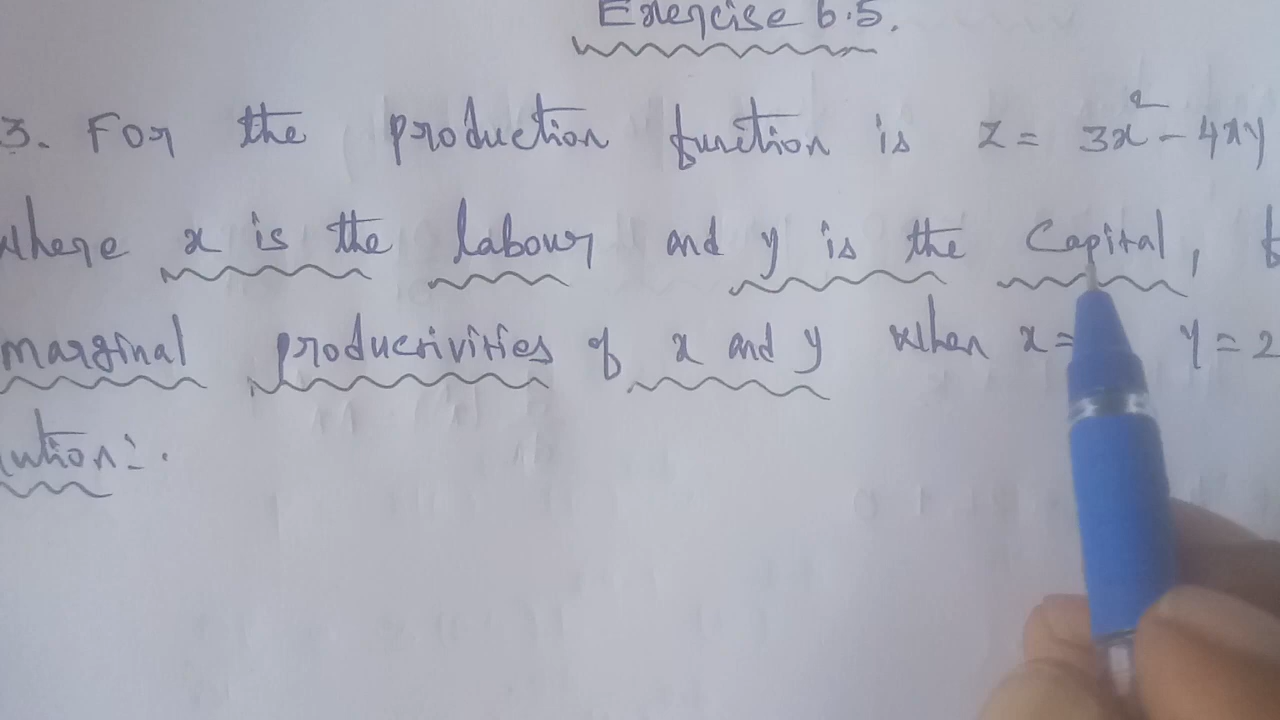 Exercise 6.5.
3. For the production function is z = 3x² - 4xy
where x is the labour and y is the Capital,
marginal productivities of x and y when x= y = 2
ution:.